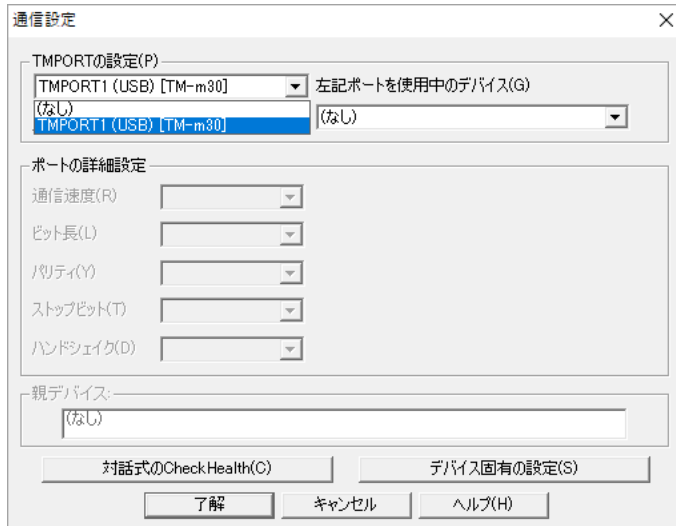 通信設定
TMPORTの設定(P)
TMPORT1 (USB) [TM-m30]
左記ポートを使用中のデバイス(G)
(なし)
TMPORT1 (USB) [TM-m30]
(なし)
ポートの詳細設定
通信速度(R)
ビット長(L)
パリティ(Y)
ストップビット(T)
ハンドシェイク(D)
親デバイス:
(なし)
対話式のCheckHealth(C)
デバイス固有の設定(S)
了解
キャンセル
ヘルプ(H)